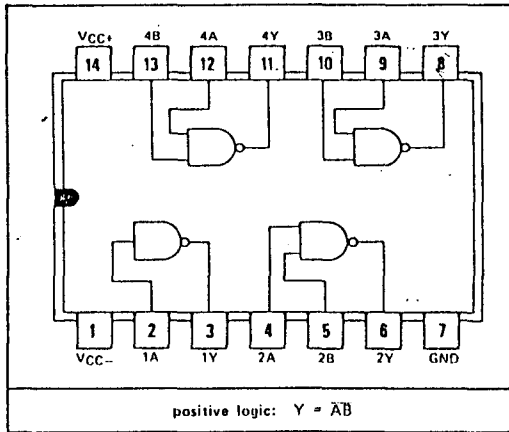 VCC+ 4B 4A 4Y 3B 3A 3Y
14 13 12 11. 10 9 8
1 2 3 4 5 6 7
VCC– 1A 1Y 2A 2B 2Y GND
positive logic: Y = A̅B̅